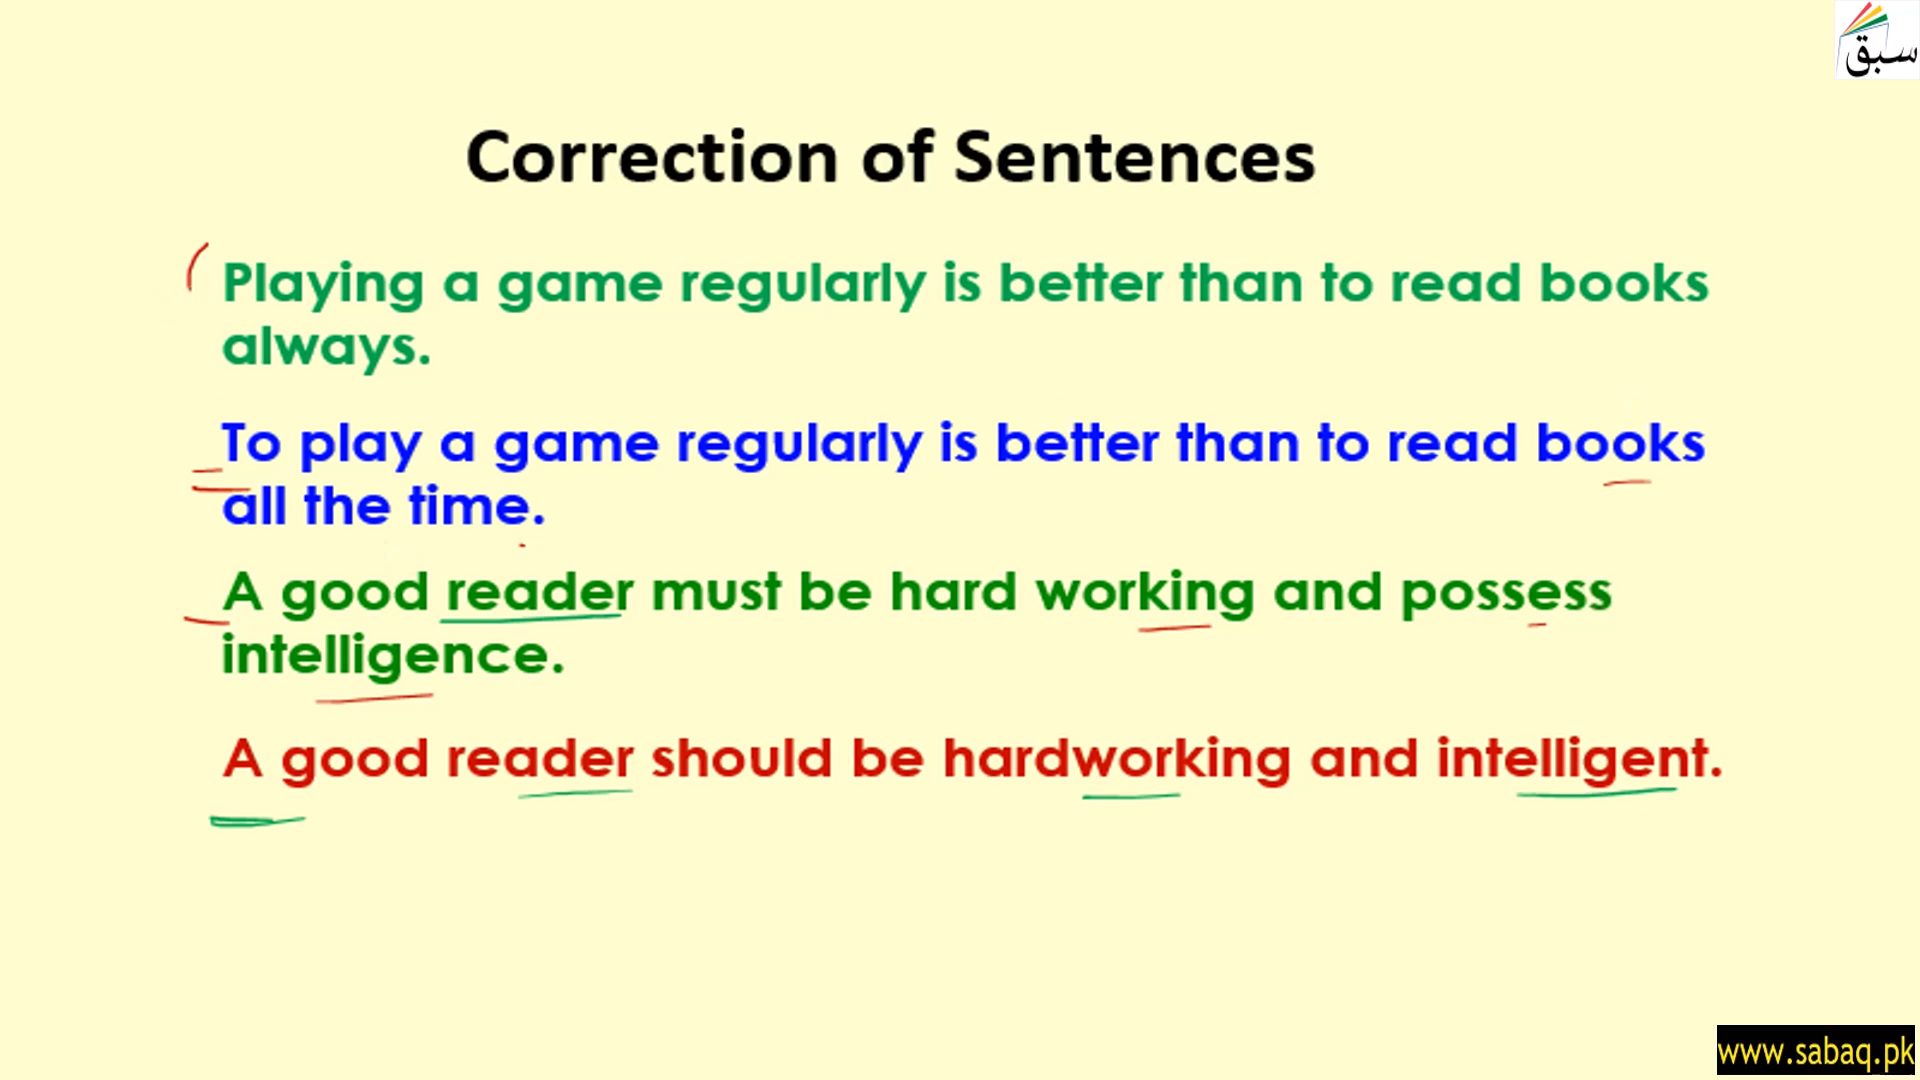 سبق
Correction of Sentences
Playing a game regularly is better than to read books
always.
To play a game regularly is better than to read books
all the time.
A good reader must be hard working and possess
intelligence.
A good reader should be hardworking and intelligent.
www.sabaq.pk